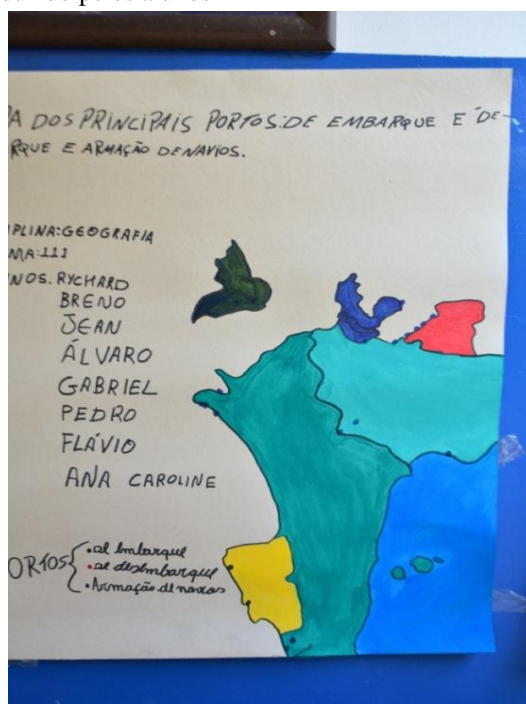 A DOS PRINCIPAIS PORTOS: DE EMBARQUE E DE-
RQUE E ARMAÇÃO DE NAVIOS.
PLINA: GEOGRAFIA
MA: 111
NOS. RYCHARD
BRENO
JEAN
ÁLVARO
GABRIEL
PEDRO
FLÁVIO
ANA CAROLINE
ORTOS
• de embarque
• de desembarque
• Armação de navios